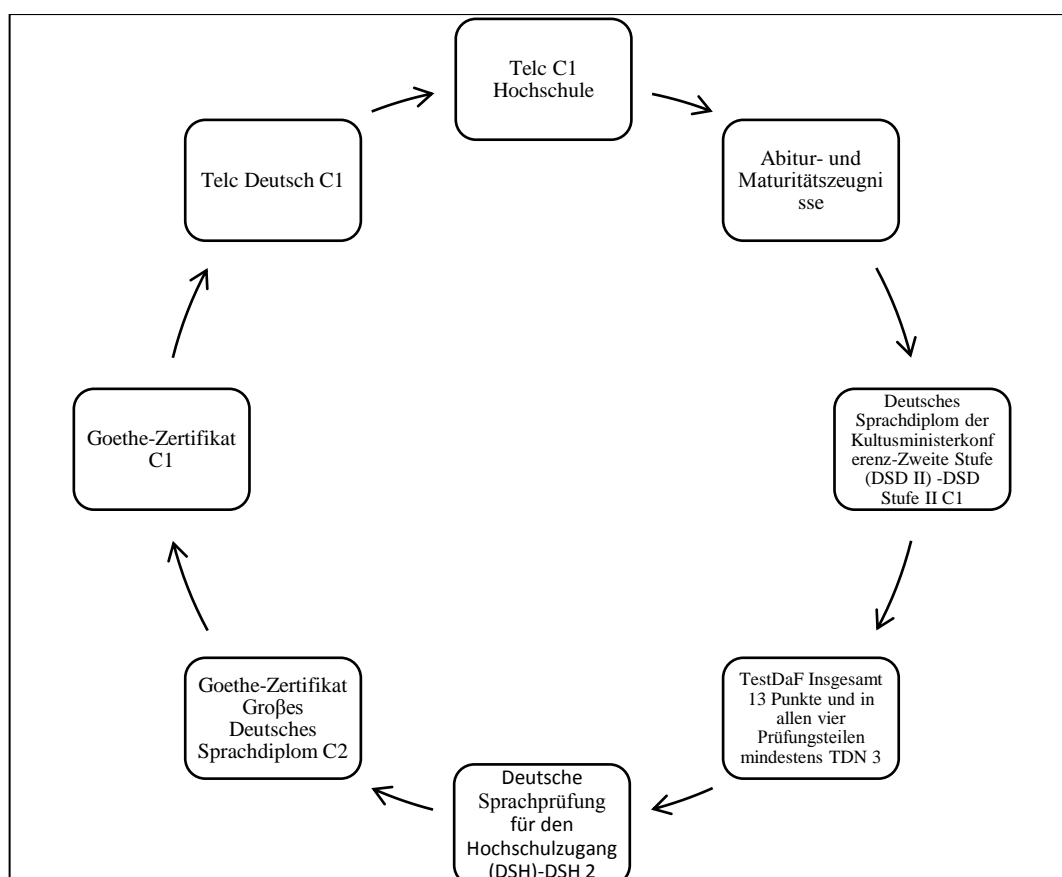 Telc C1
Hochschule
Abitur- und
Maturitätszeugni
sse
Deutsches
Sprachdiplom der
Kultusministerkonf
erenz-Zweite Stufe
(DSD II) -DSD
Stufe II C1
TestDaF Insgesamt
13 Punkte und in
allen vier
Prüfungsteilen
mindestens TDN 3
Deutsche
Sprachprüfung
für den
Hochschulzugang
(DSH)-DSH 2
Goethe-Zertifikat
Groβes
Deutsches
Sprachdiplom C2
Goethe-Zertifikat
C1
Telc Deutsch C1